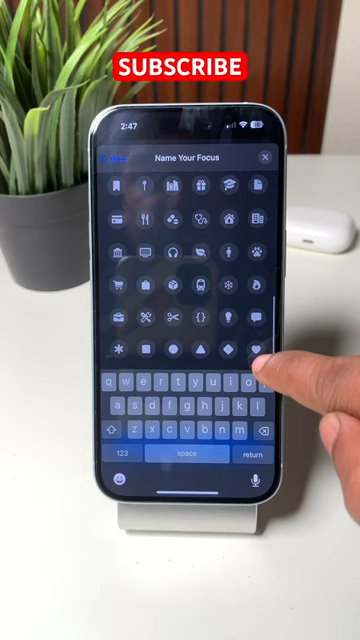 SUBSCRIBE
2:47
Name Your Focus
q w e r t y u i o
a s d f g h j k l
z x c v b n m
123 space return